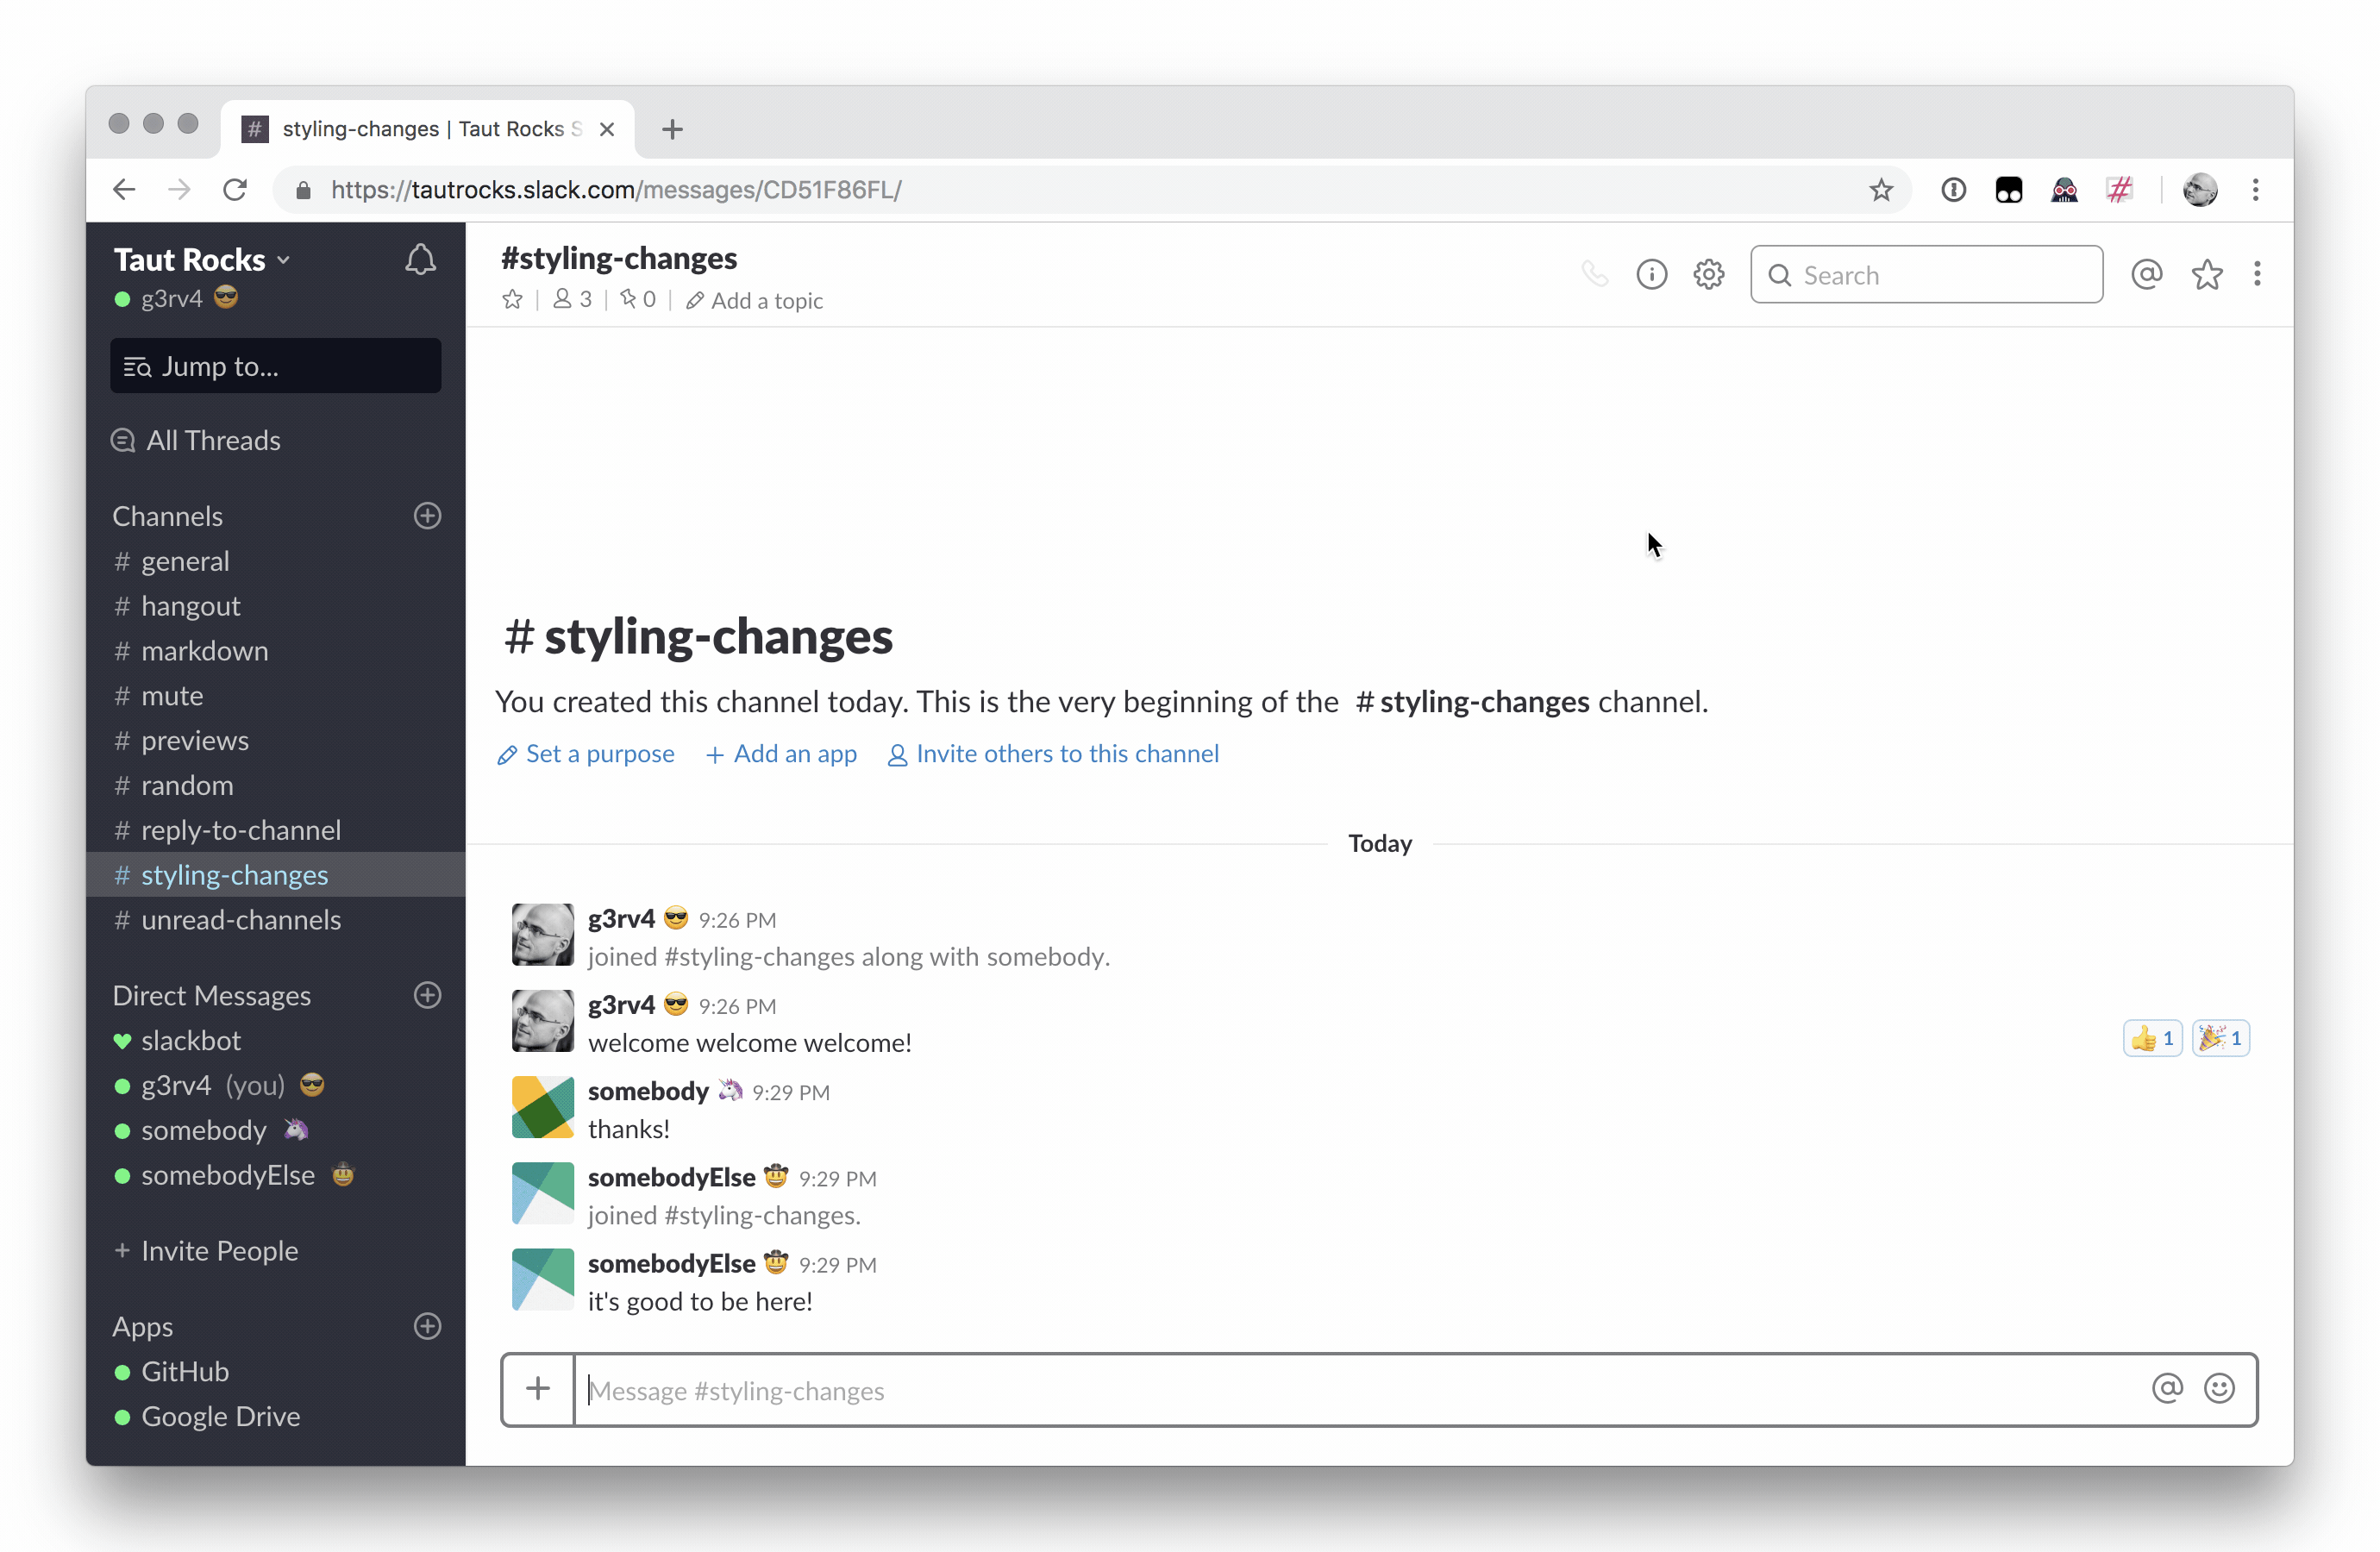 styling-changes | Taut Rocks S
https://tautrocks.slack.com/messages/CD51F86FL/
Taut Rocks
g3rv4
Jump to...
All Threads
Channels
# general
# hangout
# markdown
# mute
# previews
# random
# reply-to-channel
# styling-changes
# unread-channels
Direct Messages
slackbot
g3rv4 (you)
somebody
somebodyElse
+ Invite People
Apps
GitHub
Google Drive
#styling-changes
3 | 0 | Add a topic
Search
# styling-changes
You created this channel today. This is the very beginning of the # styling-changes channel.
Set a purpose + Add an app Invite others to this channel
Today
g3rv4 9:26 PM
joined #styling-changes along with somebody.
g3rv4 9:26 PM
welcome welcome welcome!
1 1
somebody 9:29 PM
thanks!
somebodyElse 9:29 PM
joined #styling-changes.
somebodyElse 9:29 PM
it's good to be here!
Message #styling-changes